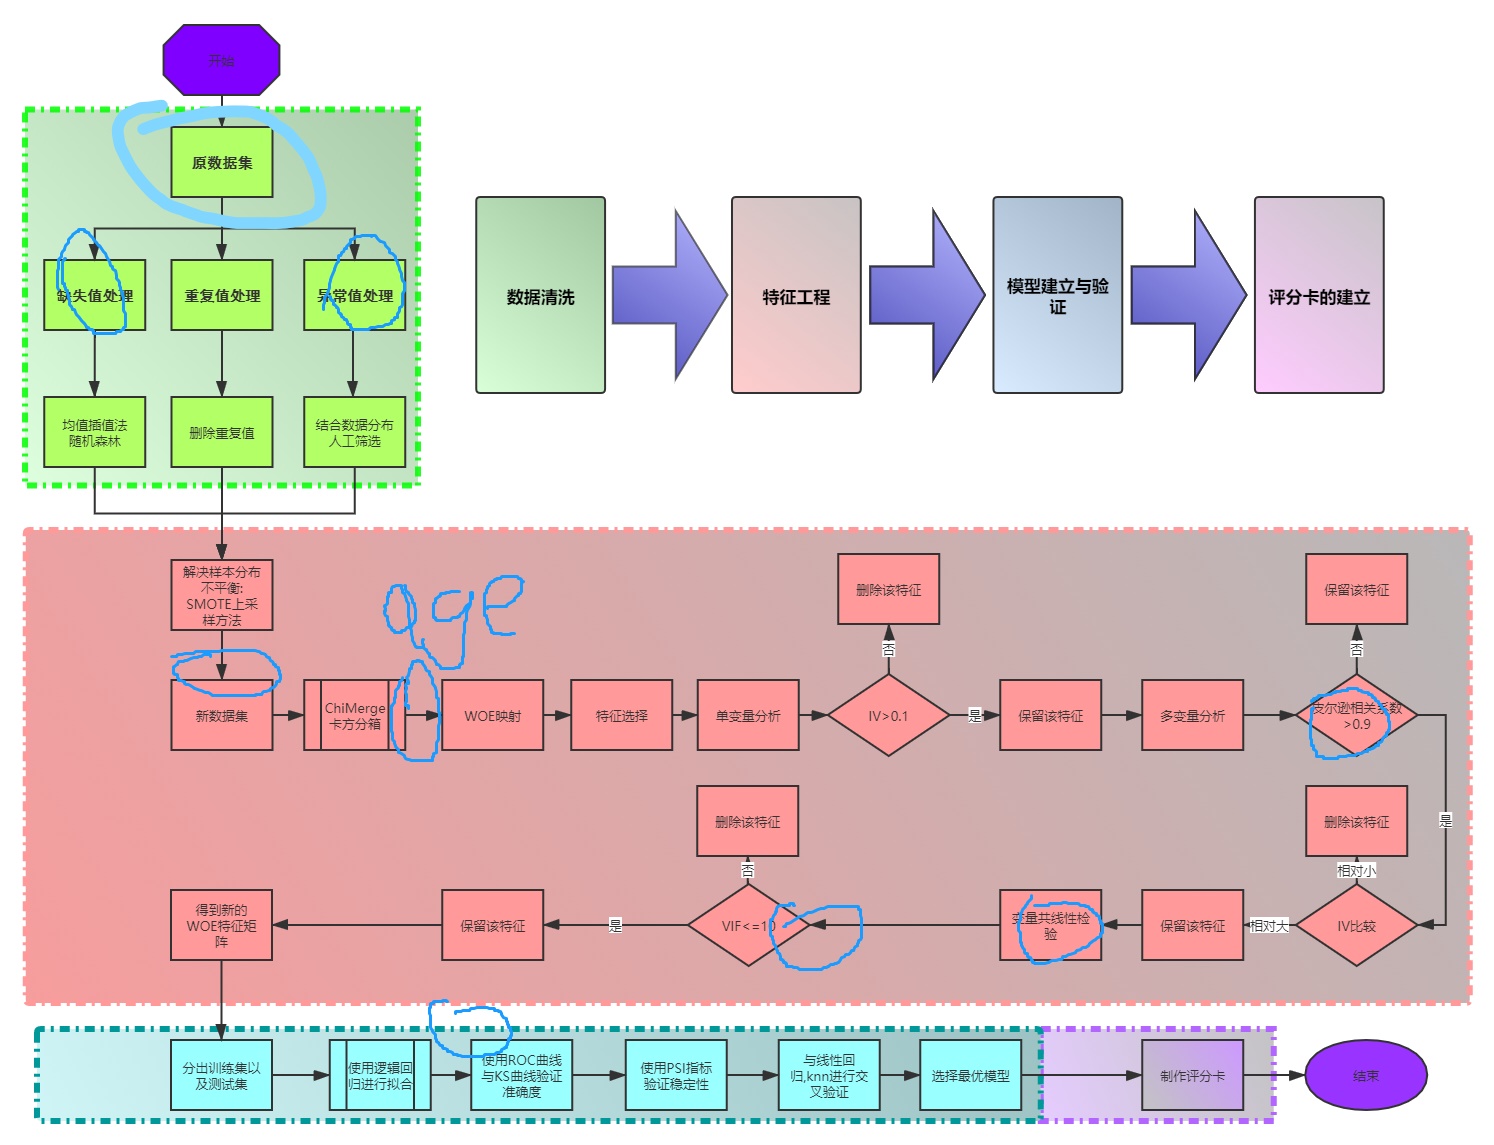 开始
原数据集
缺失值处理
重复值处理
异常值处理
均值插值法
随机森林
删除重复值
结合数据分布
人工筛选
数据清洗
特征工程
模型建立与验
证
评分卡的建立
解决样本分布
不平衡:
SMOTE上采
样方法
age
删除该特征
保留该特征
否
否
新数据集
ChiMerge
卡方分箱
WOE映射
特征选择
单变量分析
IV>0.1
是
保留该特征
多变量分析
皮尔逊相关系数
>0.9
是
删除该特征
删除该特征
否
相对小
得到新的
WOE特征矩
阵
保留该特征
是
VIF<=10
变量共线性检
验
保留该特征
相对大
IV比较
分出训练集以
及测试集
使用逻辑回
归进行拟合
使用ROC曲线
与KS曲线验证
准确度
使用PSI指标
验证稳定性
与线性回
归,knn进行交
叉验证
选择最优模型
制作评分卡
结束